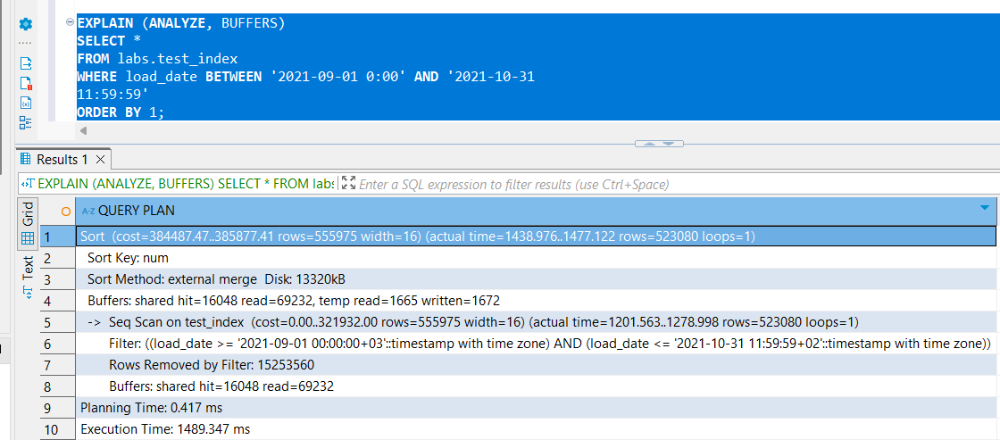 EXPLAIN (ANALYZE, BUFFERS)
SELECT *
FROM labs.test_index
WHERE load_date BETWEEN '2021-09-01 0:00' AND '2021-10-31
11:59:59'
ORDER BY 1;
Results 1
EXPLAIN (ANALYZE, BUFFERS) SELECT * FROM labs Enter a SQL expression to filter results (use Ctrl+Space)
Grid
Text
A-Z QUERY PLAN
1 Sort (cost=384487.47..385877.41 rows=555975 width=16) (actual time=1438.976..1477.122 rows=523080 loops=1)
2 Sort Key: num
3 Sort Method: external merge Disk: 13320kB
4 Buffers: shared hit=16048 read=69232, temp read=1665 written=1672
5 -> Seq Scan on test_index (cost=0.00..321932.00 rows=555975 width=16) (actual time=1201.563..1278.998 rows=523080 loops=1)
6 Filter: ((load_date >= '2021-09-01 00:00:00+03'::timestamp with time zone) AND (load_date <= '2021-10-31 11:59:59+02'::timestamp with time zone))
7 Rows Removed by Filter: 15253560
8 Buffers: shared hit=16048 read=69232
9 Planning Time: 0.417 ms
10 Execution Time: 1489.347 ms